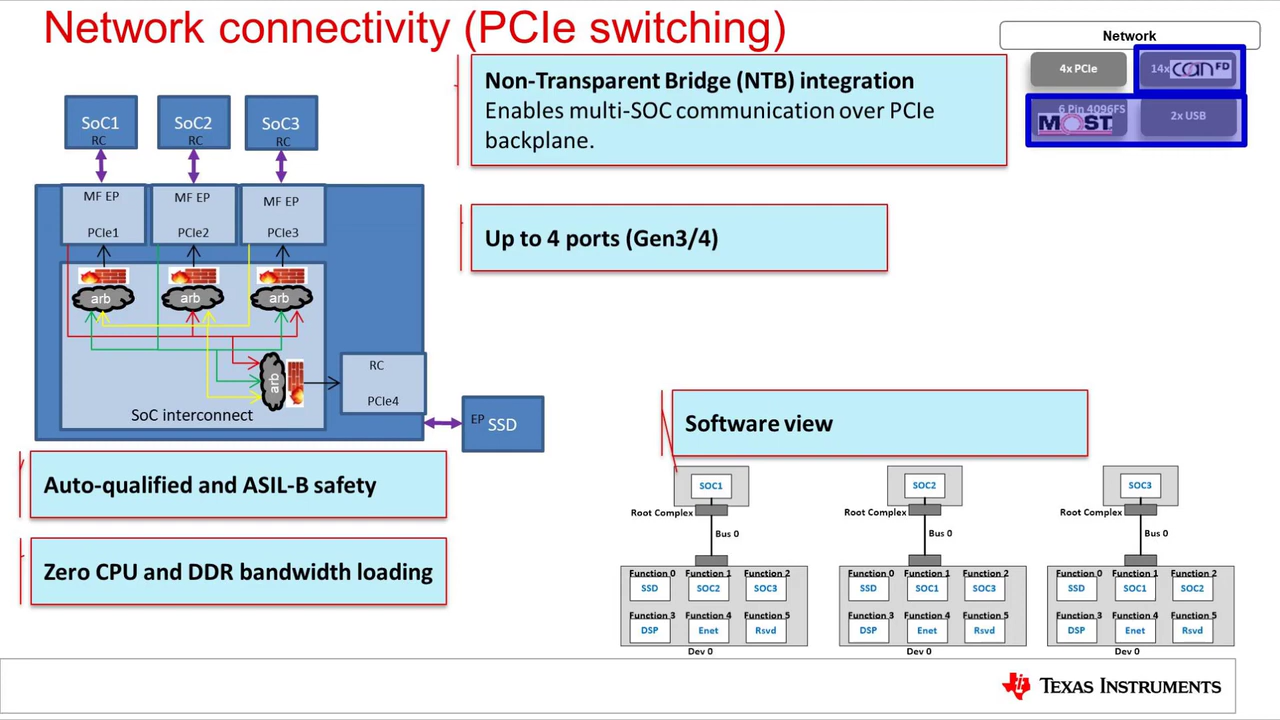 Network connectivity (PCIe switching)
Network
4x PCIe
14x CAN FD
6 Pin 4096FS
MOST
2x USB
Non-Transparent Bridge (NTB) integration
Enables multi-SOC communication over PCIe
backplane.
Up to 4 ports (Gen3/4)
SoC1
RC
SoC2
RC
SoC3
RC
MF EP
PCIe1
MF EP
PCIe2
MF EP
PCIe3
arb
arb
arb
arb
SoC interconnect
RC
PCIe4
EP
SSD
Auto-qualified and ASIL-B safety
Zero CPU and DDR bandwidth loading
Software view
SOC1
Root Complex
Bus 0
Function 0 Function 1 Function 2
SSD SOC2 SOC3
Function 3 Function 4 Function 5
DSP Enet Rsvd
Dev 0
SOC2
Root Complex
Bus 0
Function 0 Function 1 Function 2
SSD SOC1 SOC3
Function 3 Function 4 Function 5
DSP Enet Rsvd
Dev 0
SOC3
Root Complex
Bus 0
Function 0 Function 1 Function 2
SSD SOC1 SOC2
Function 3 Function 4 Function 5
DSP Enet Rsvd
Dev 0
TEXAS INSTRUMENTS